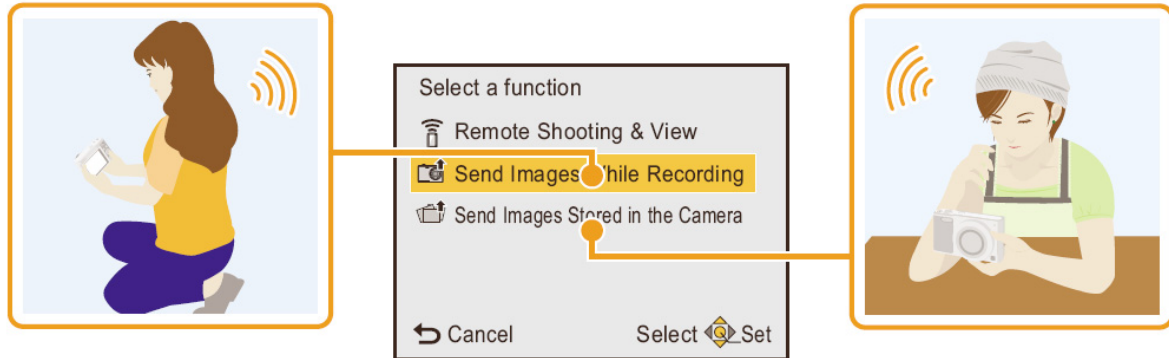 Select a function
Remote Shooting & View
Send Images While Recording
Send Images Stored in the Camera
Cancel
Select Set